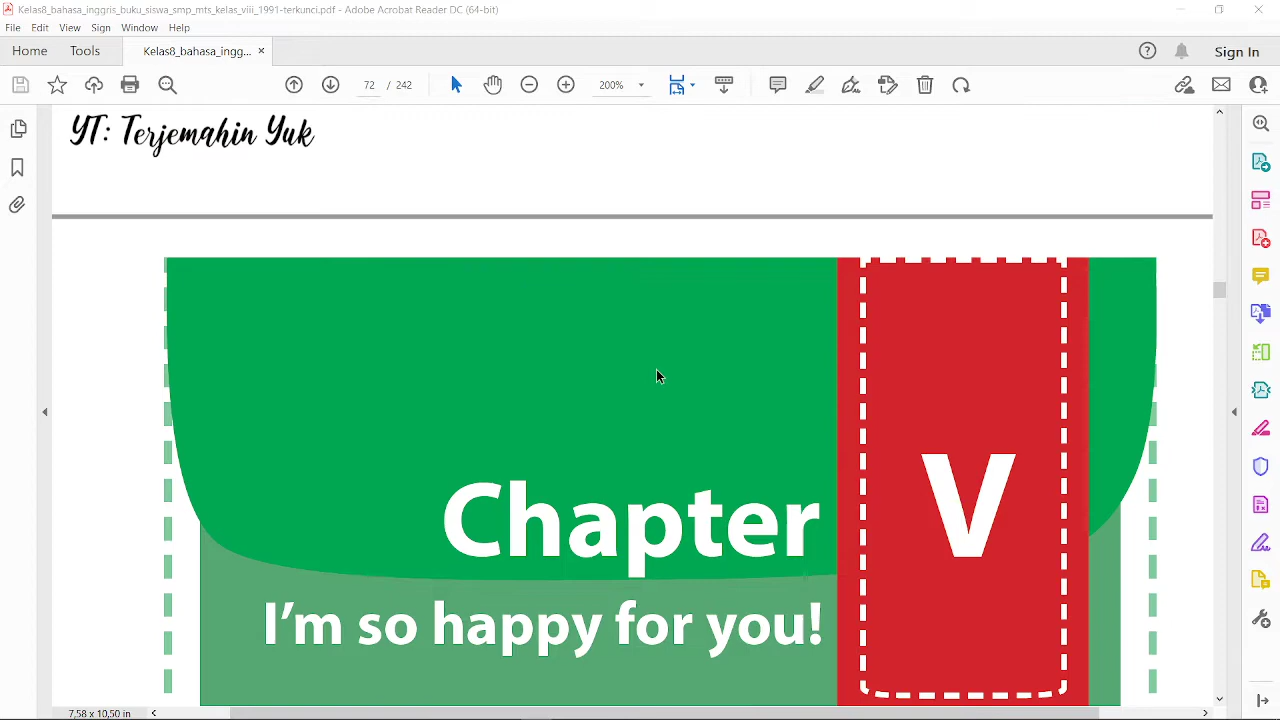 Kelas8_bahasa_inggris_buku_siswa_smp_mts_kelas_viii_1991-terkunci.pdf - Adobe Acrobat Reader DC (64-bit)
File Edit View Sign Window Help
Home Tools Kelas8_bahasa_ingg... × Sign In
72 / 242 200%
YT: Terjemahin Yuk
Chapter V
I'm so happy for you!
7,58 x 10,50 in